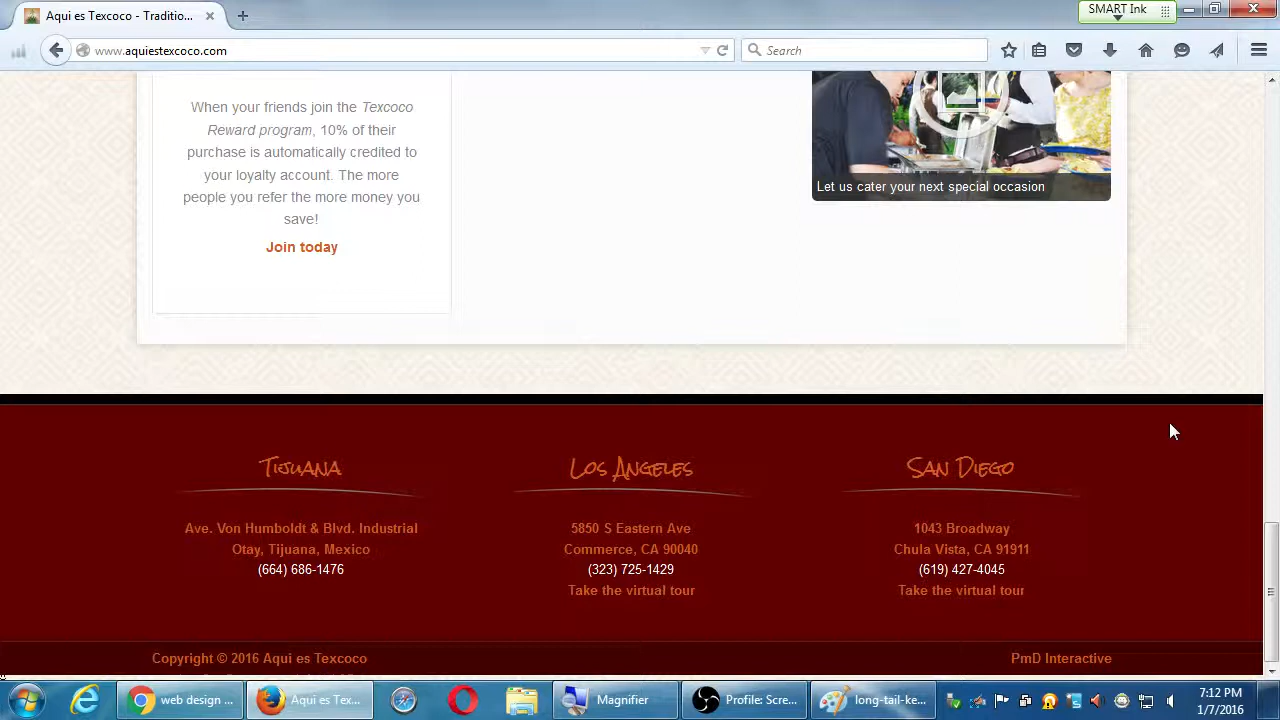 Aqui es Texcoco - Traditio...
SMART Ink
www.aquiestexcoco.com
Search
When your friends join the Texcoco
Reward program, 10% of their
purchase is automatically credited to
your loyalty account. The more
people you refer the more money you
save!
Join today
Let us cater your next special occasion
Tijuana
Ave. Von Humboldt & Blvd. Industrial
Otay, Tijuana, Mexico
(664) 686-1476
Los Angeles
5850 S Eastern Ave
Commerce, CA 90040
(323) 725-1429
Take the virtual tour
San Diego
1043 Broadway
Chula Vista, CA 91911
(619) 427-4045
Take the virtual tour
Copyright © 2016 Aqui es Texcoco
PmD Interactive
web design ...
Aqui es Tex...
Magnifier
Profile: Scre...
long-tail-ke...
7:12 PM
1/7/2016